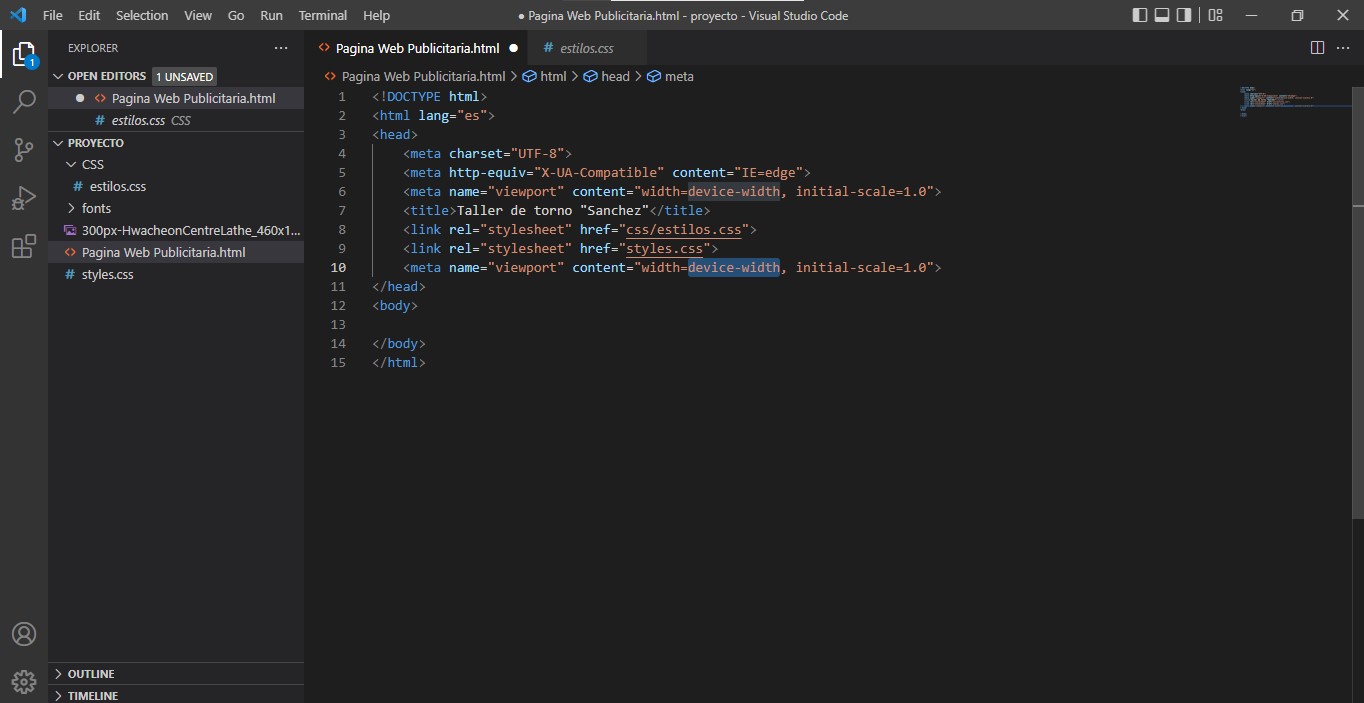 File Edit Selection View Go Run Terminal Help
● Pagina Web Publicitaria.html - proyecto - Visual Studio Code
EXPLORER
OPEN EDITORS 1 UNSAVED
Pagina Web Publicitaria.html
# estilos.css CSS
PROYECTO
CSS
# estilos.css
fonts
300px-HwacheonCentreLathe_460x1...
Pagina Web Publicitaria.html
# styles.css
OUTLINE
TIMELINE
1
Pagina Web Publicitaria.html
# estilos.css
Pagina Web Publicitaria.html > html > head > meta
1 <!DOCTYPE html>
2 <html lang="es">
3 <head>
4 <meta charset="UTF-8">
5 <meta http-equiv="X-UA-Compatible" content="IE=edge">
6 <meta name="viewport" content="width=device-width, initial-scale=1.0">
7 <title>Taller de torno "Sanchez"</title>
8 <link rel="stylesheet" href="css/estilos.css">
9 <link rel="stylesheet" href="styles.css">
10 <meta name="viewport" content="width=device-width, initial-scale=1.0">
11 </head>
12 <body>
13
14 </body>
15 </html>